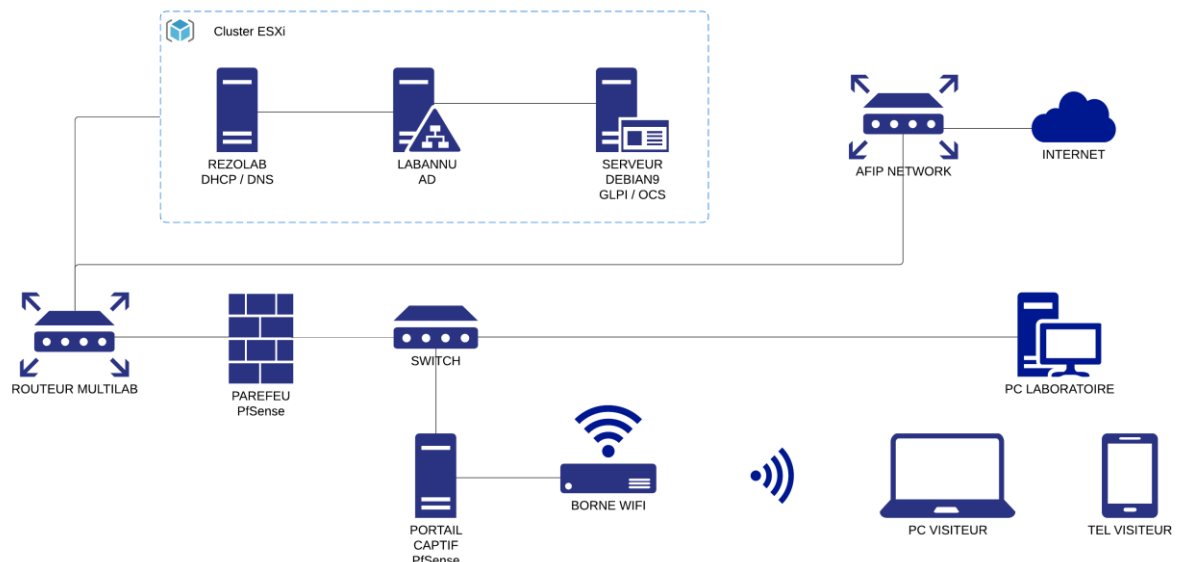 Cluster ESXi
REZOLAB
DHCP / DNS
LABANNU
AD
SERVEUR
DEBIAN9
GLPI / OCS
AFIP NETWORK
INTERNET
ROUTEUR MULTILAB
PAREFEU
PfSense
SWITCH
PC LABORATOIRE
PORTAIL
CAPTIF
PfSense
BORNE WIFI
PC VISITEUR
TEL VISITEUR